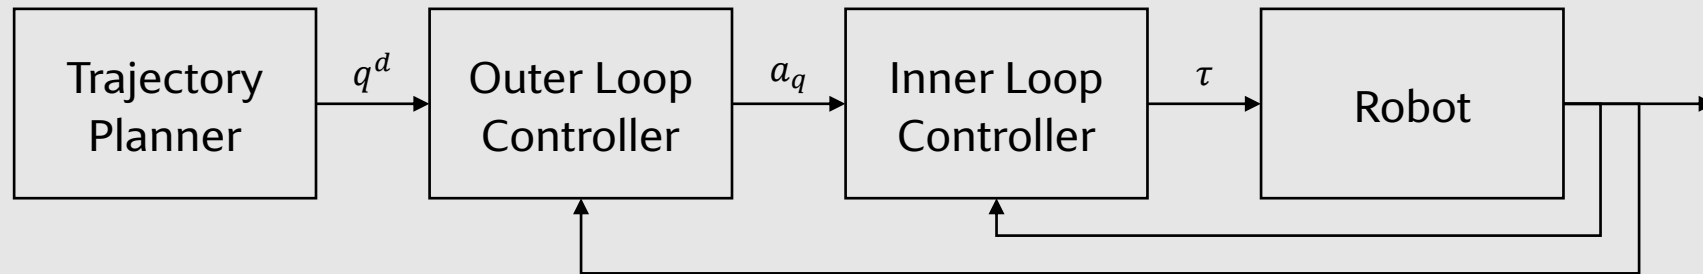 Trajectory
Planner
q^d
Outer Loop
Controller
a_q
Inner Loop
Controller
τ
Robot